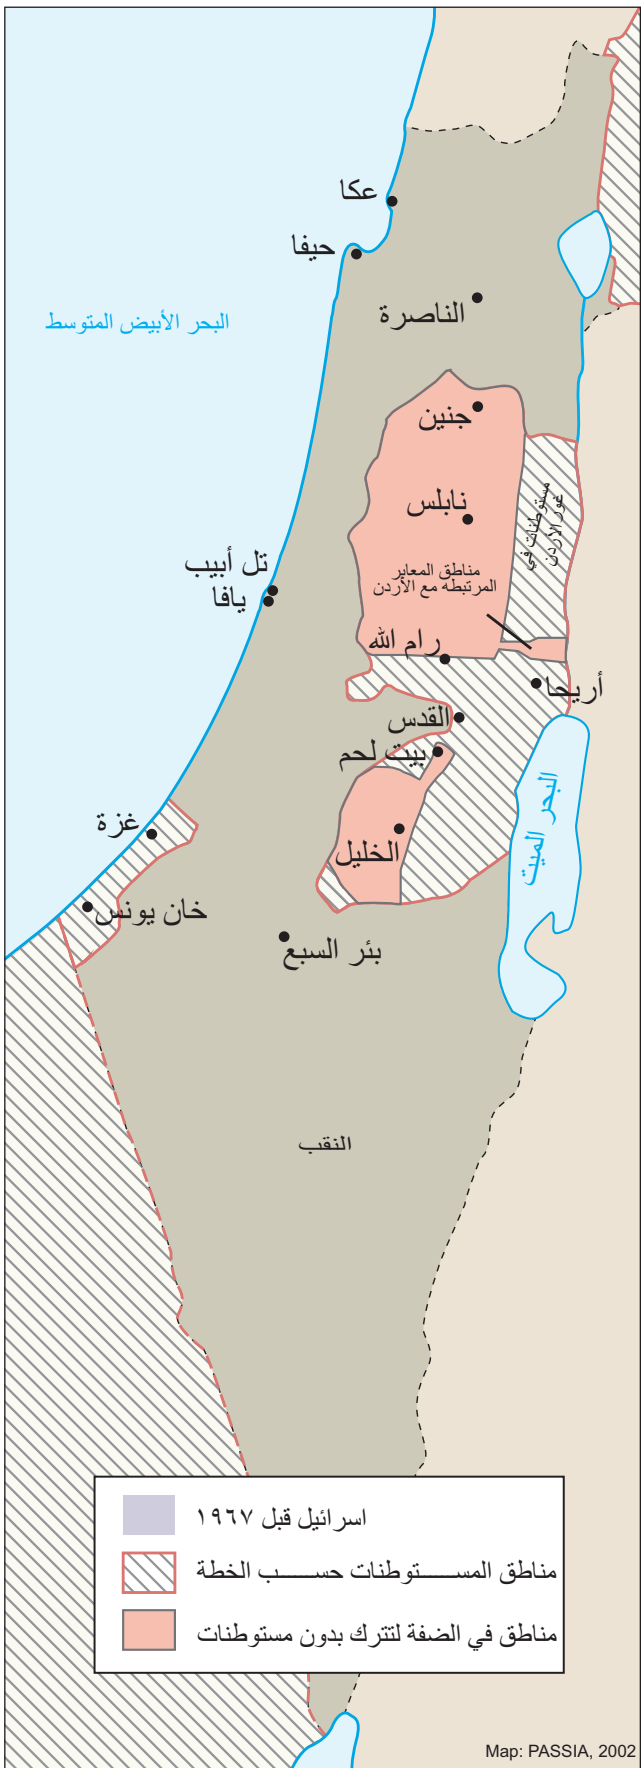 عكا
حيفا
الناصرة
البحر الأبيض المتوسط
جنين
نابلس
مستوطنات في
غور الأردن
مناطق المعابر
المرتبطة مع الأردن
تل أبيب
يافا
رام الله
أريحا
القدس
بيت لحم
البحر الميت
غزة
الخليل
خان يونس
بئر السبع
النقب
اسرائيل قبل ١٩٦٧
مناطق المســـتوطنات حســـب الخطة
مناطق في الضفة لتترك بدون مستوطنات
Map: PASSIA, 2002